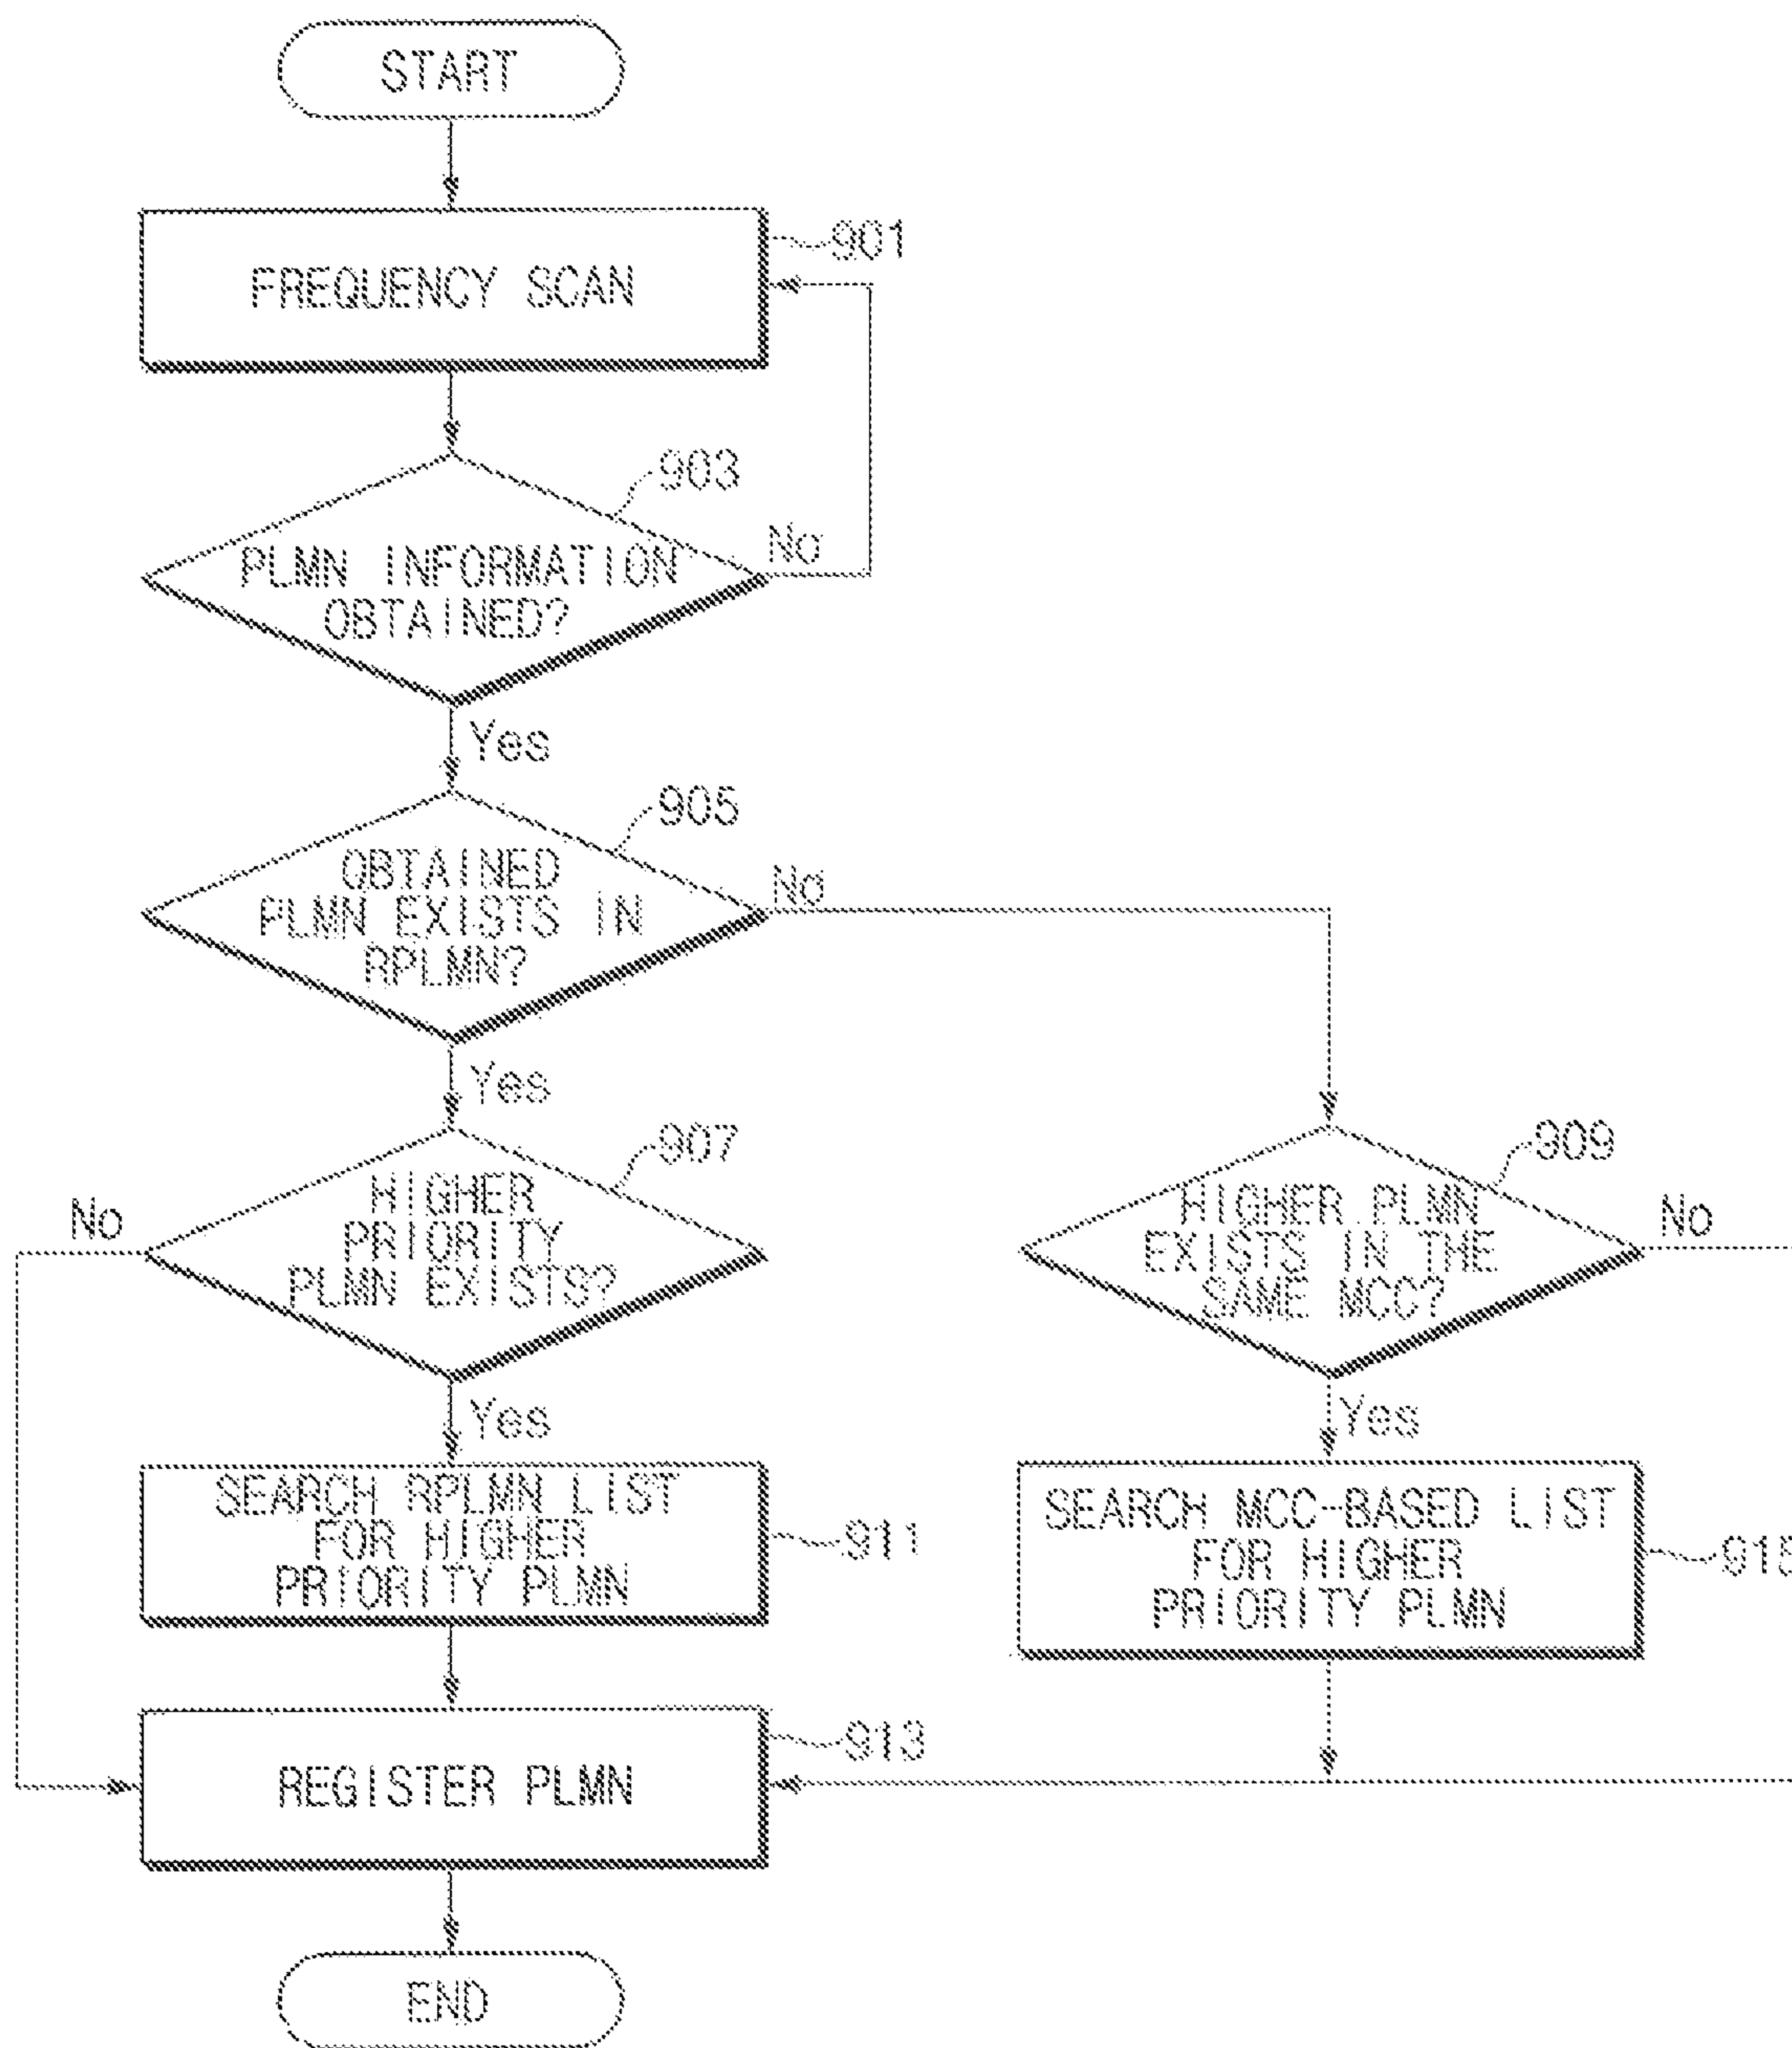 START
FREQUENCY SCAN
901
903
PLMN INFORMATION
OBTAINED?
No
Yes
905
OBTAINED
PLMN EXISTS IN
RPLMN?
No
Yes
907
HIGHER
PRIORITY
PLMN EXISTS?
No
Yes
909
HIGHER PLMN
EXISTS IN THE
SAME MCC?
No
Yes
SEARCH RPLMN LIST
FOR HIGHER
PRIORITY PLMN
911
SEARCH MCC-BASED LIST
FOR HIGHER
PRIORITY PLMN
915
REGISTER PLMN
913
END